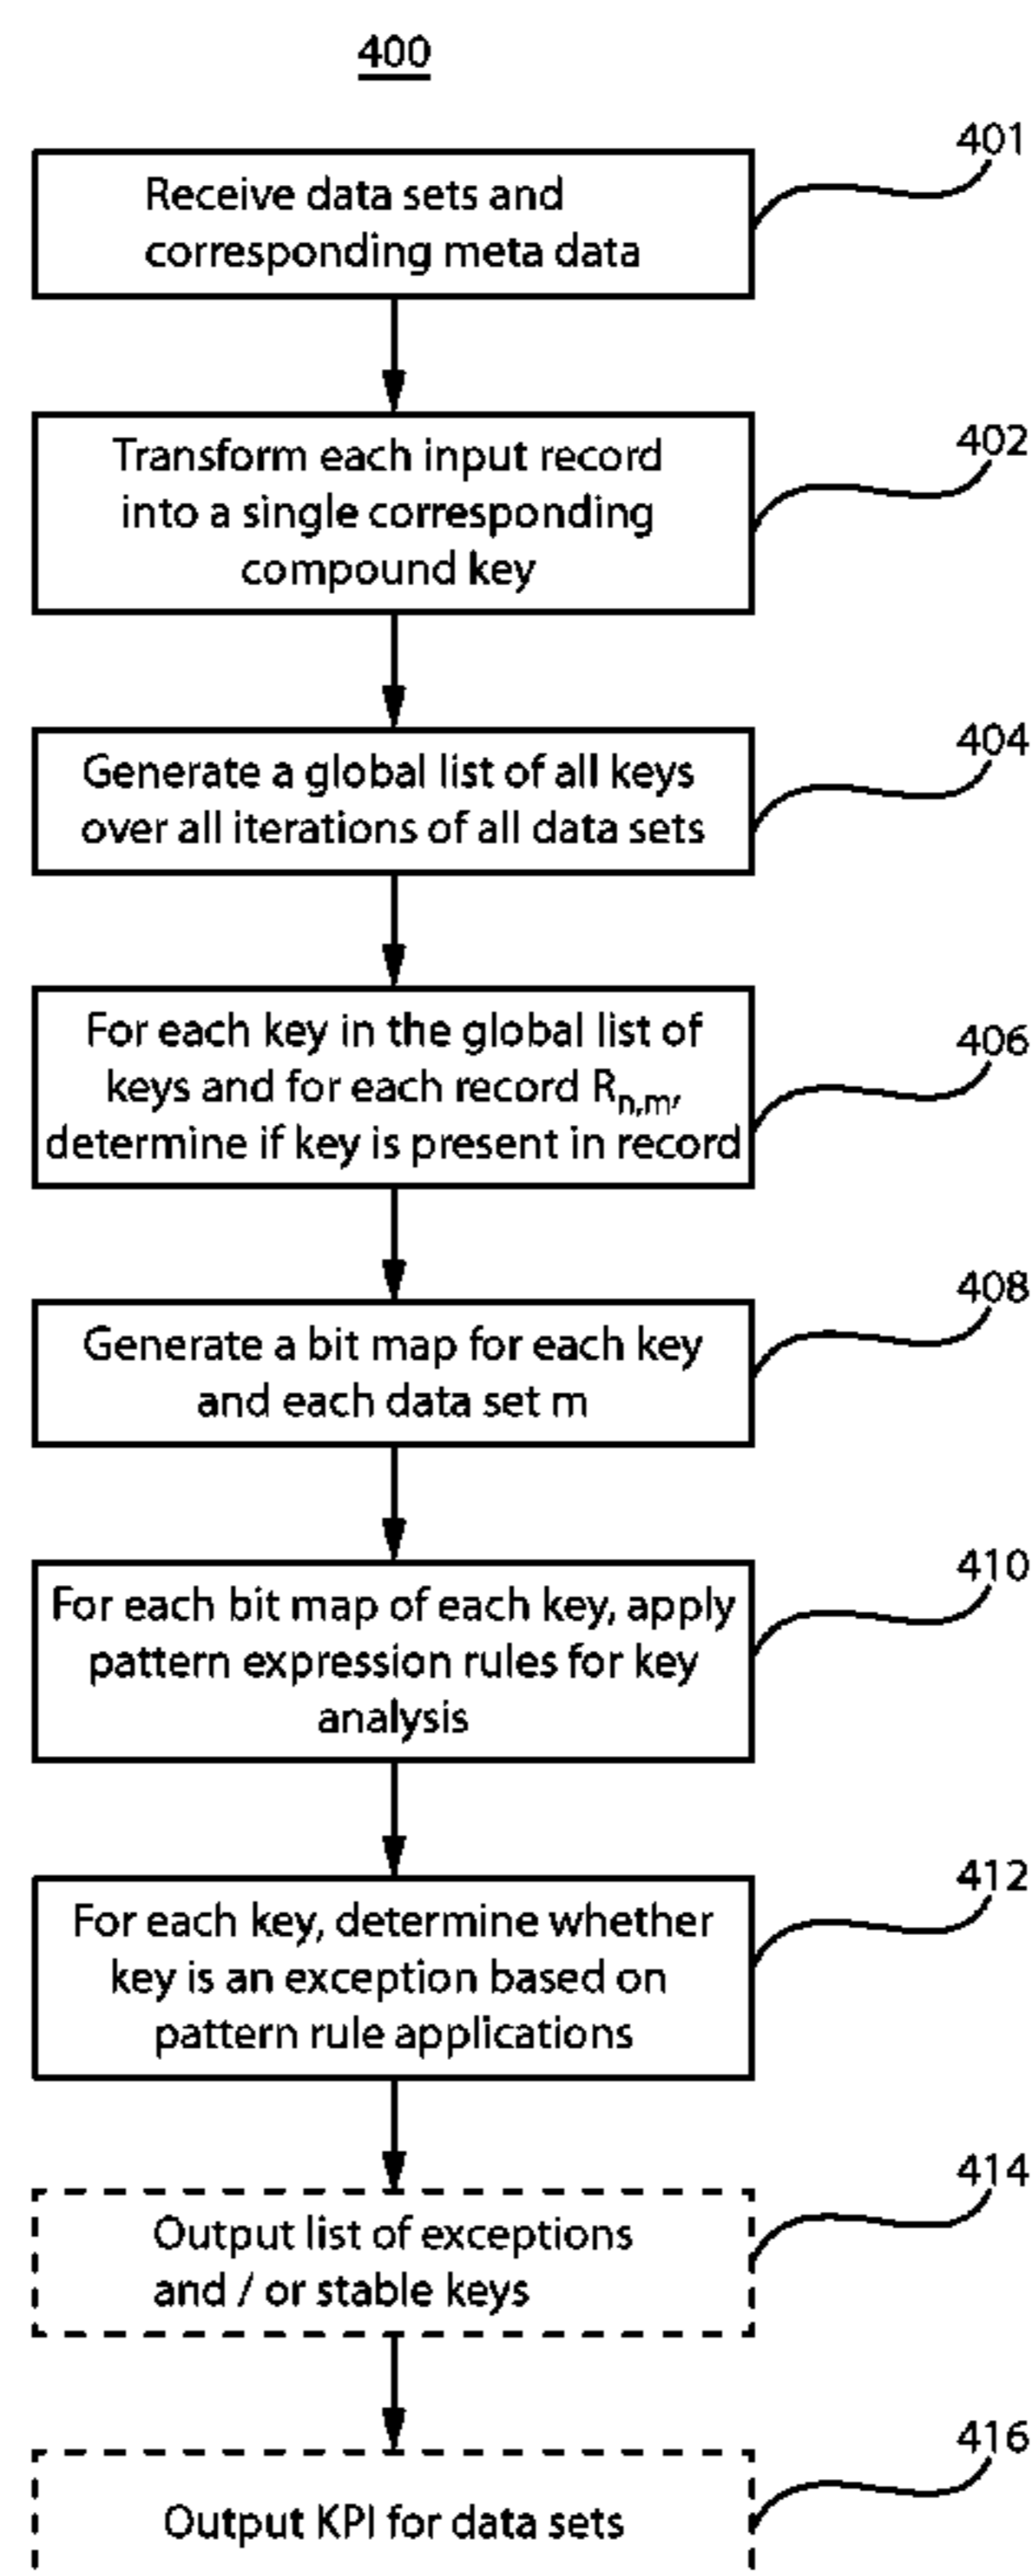 400
401
Receive data sets and
corresponding meta data
402
Transform each input record
into a single corresponding
compound key
404
Generate a global list of all keys
over all iterations of all data sets
406
For each key in the global list of
keys and for each record Rn,m,
determine if key is present in record
408
Generate a bit map for each key
and each data set m
410
For each bit map of each key, apply
pattern expression rules for key
analysis
412
For each key, determine whether
key is an exception based on
pattern rule applications
414
Output list of exceptions
and / or stable keys
416
Output KPI for data sets